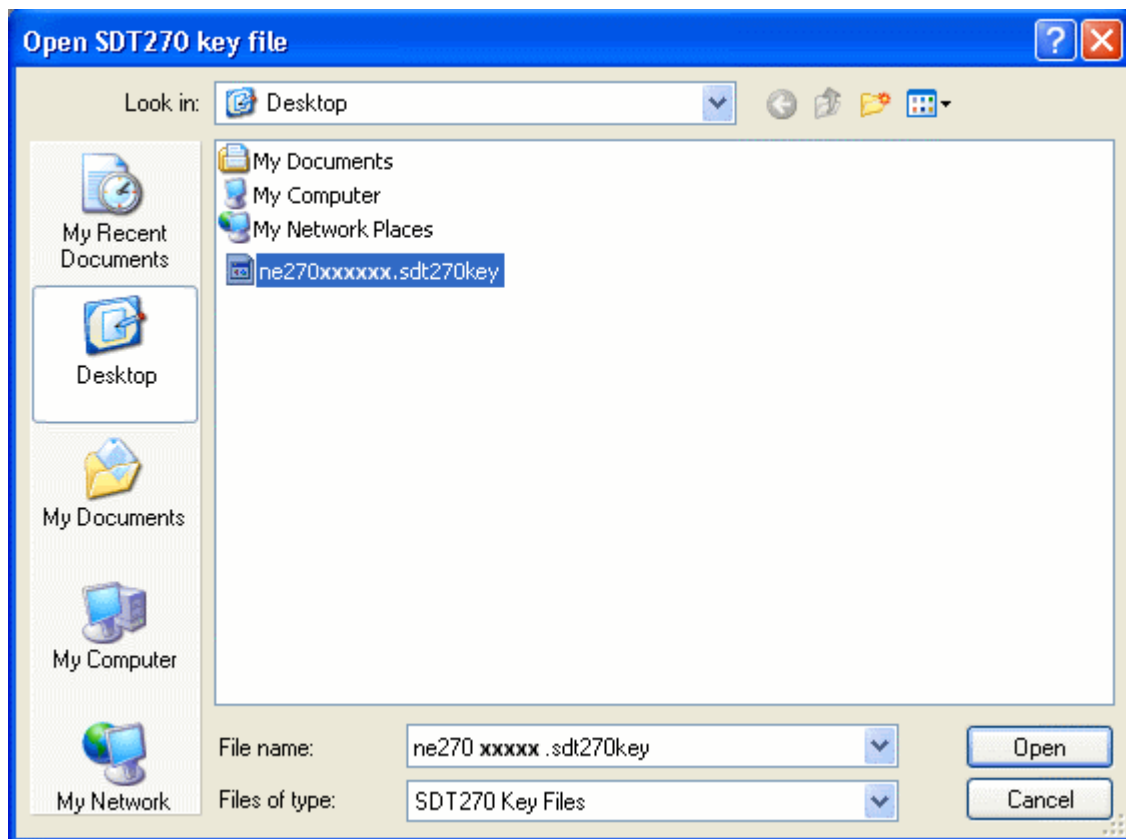 Open SDT270 key file
Look in: Desktop
My Documents
My Computer
My Network Places
ne270xxxxxx.sdt270key
My Recent
Documents
Desktop
My Documents
My Computer
My Network
File name: ne270 xxxxx .sdt270key Open
Files of type: SDT270 Key Files Cancel